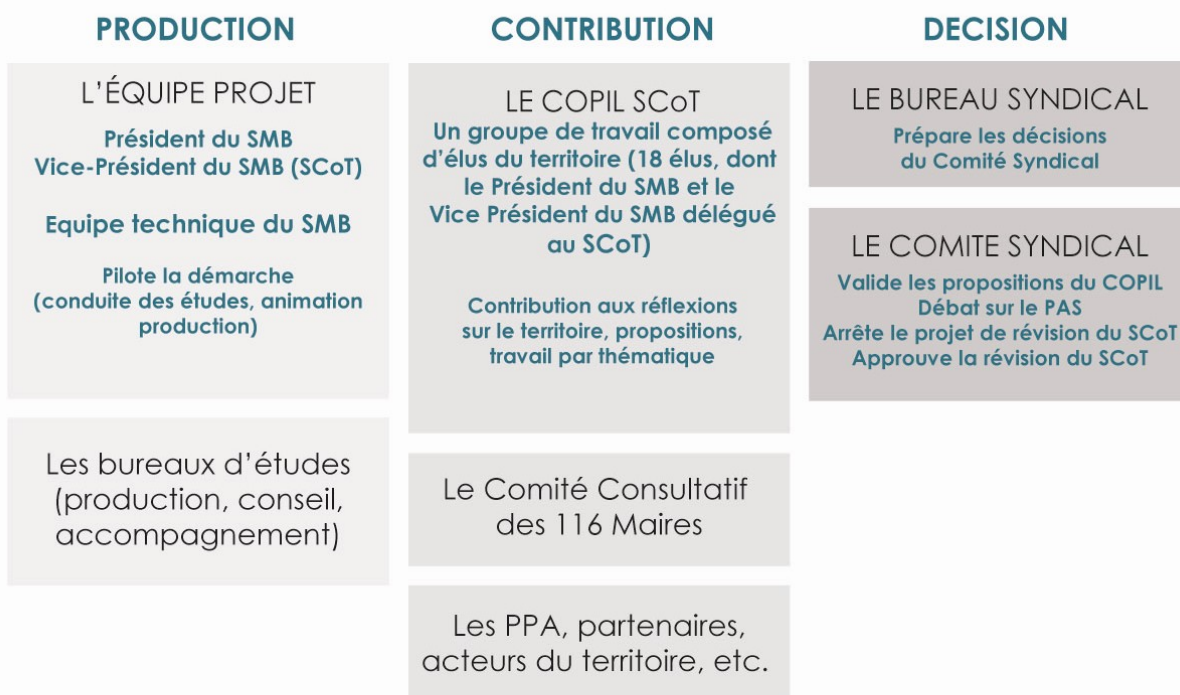 PRODUCTION
L'ÉQUIPE PROJET
Président du SMB
Vice-Président du SMB (SCoT)
Equipe technique du SMB
Pilote la démarche
(conduite des études, animation
production)
Les bureaux d'études
(production, conseil,
accompagnement)
CONTRIBUTION
LE COPIL SCoT
Un groupe de travail composé
d'élus du territoire (18 élus, dont
le Président du SMB et le
Vice Président du SMB délégué
au SCoT)
Contribution aux réflexions
sur le territoire, propositions,
travail par thématique
Le Comité Consultatif
des 116 Maires
Les PPA, partenaires,
acteurs du territoire, etc.
DECISION
LE BUREAU SYNDICAL
Prépare les décisions
du Comité Syndical
LE COMITE SYNDICAL
Valide les propositions du COPIL
Débat sur le PAS
Arrête le projet de révision du SCoT
Approuve la révision du SCoT